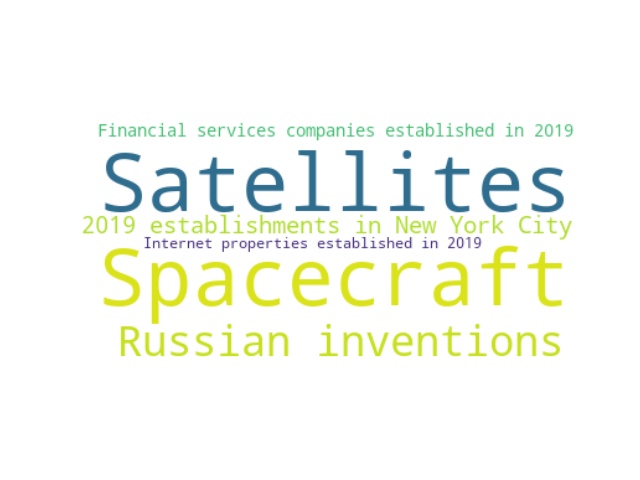 Financial services companies established in 2019
Satellites
2019 establishments in New York City
Internet properties established in 2019
Spacecraft
Russian inventions